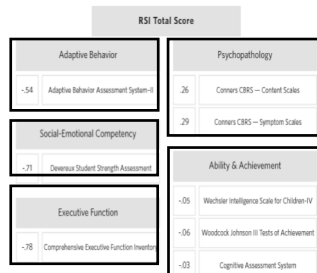 RSI Total Score
Adaptive Behavior
-.54 Adaptive Behavior Assessment System-II
Social-Emotional Competency
-.71 Devereux Student Strength Assessment
Executive Function
-.78 Comprehensive Executive Function Inventory
Psychopathology
.26 Conners CBRS — Content Scales
.29 Conners CBRS — Symptom Scales
Ability & Achievement
-.05 Wechsler Intelligence Scale for Children-IV
-.06 Woodcock Johnson III Tests of Achievement
-.03 Cognitive Assessment System